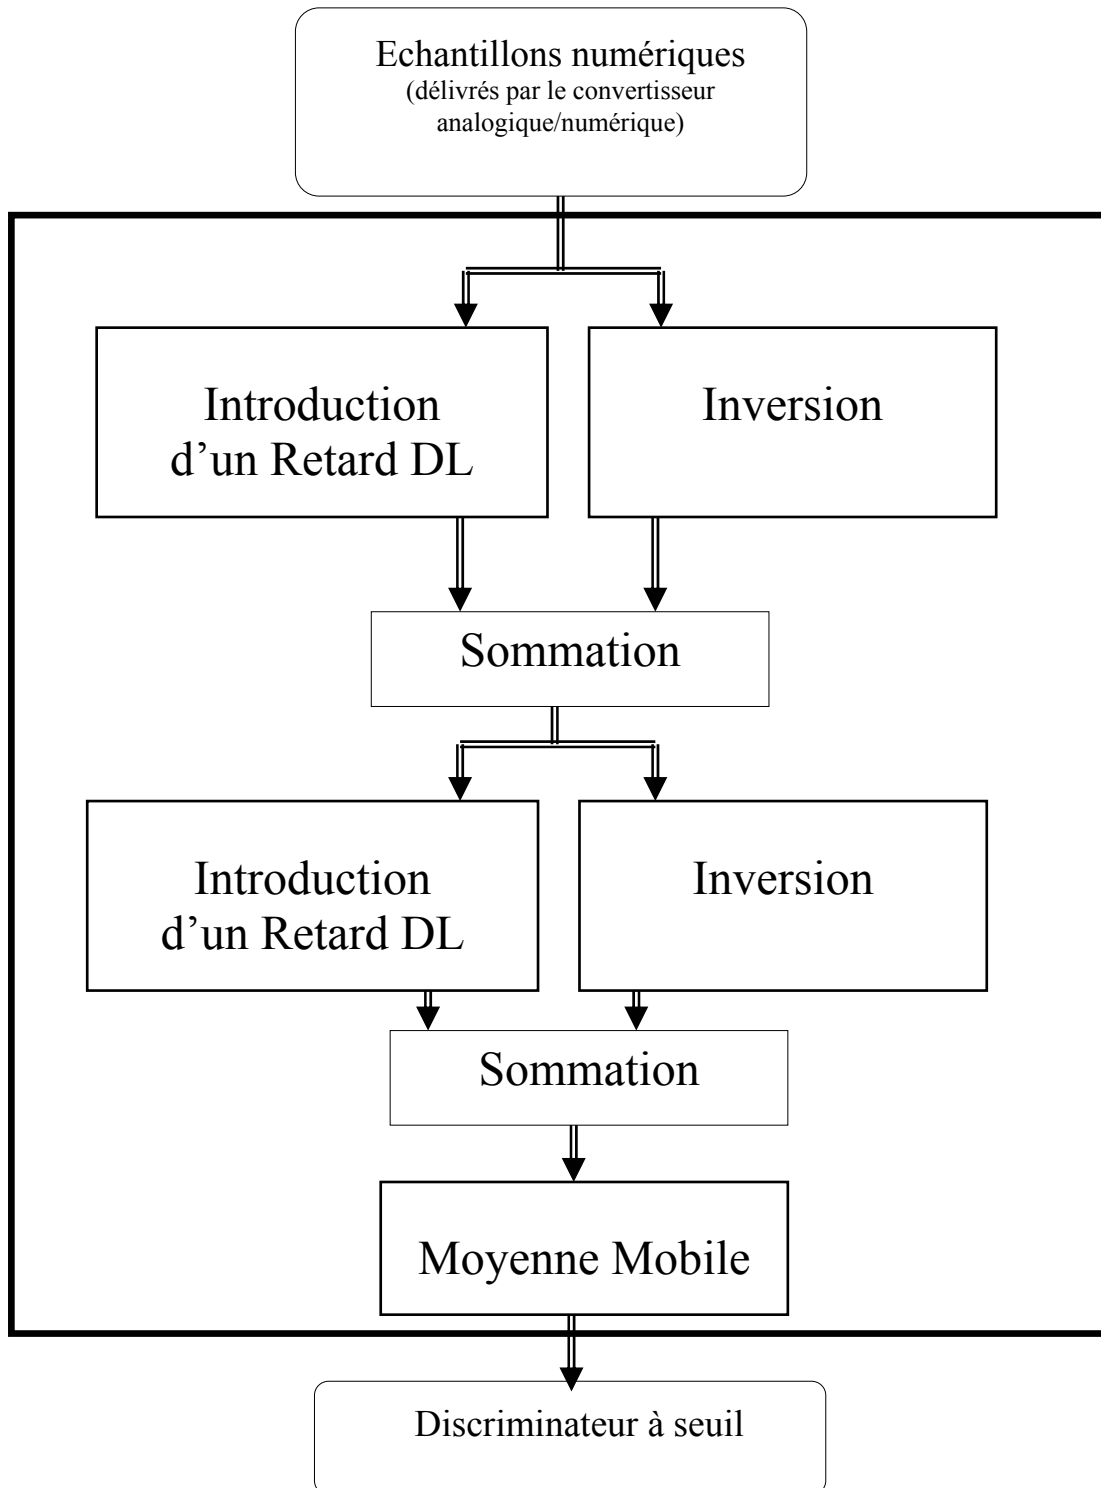 Echantillons numériques
(délivrés par le convertisseur
analogique/numérique)
Introduction
d’un Retard DL
Inversion
Sommation
Introduction
d’un Retard DL
Inversion
Sommation
Moyenne Mobile
Discriminateur à seuil